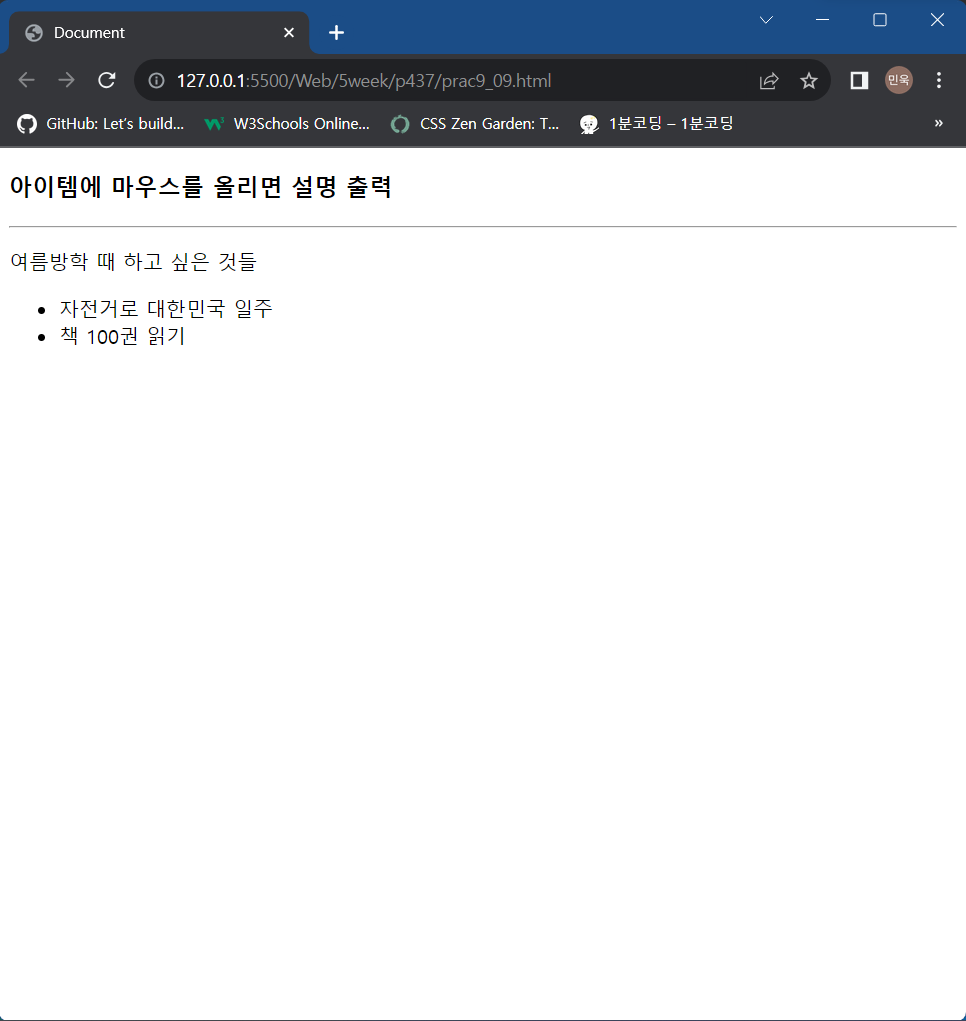 Document
127.0.0.1:5500/Web/5week/p437/prac9_09.html
민욱
GitHub: Let's build... W3Schools Online... CSS Zen Garden: T... 1분코딩 – 1분코딩 »
아이템에 마우스를 올리면 설명 출력
여름방학 때 하고 싶은 것들
• 자전거로 대한민국 일주
• 책 100권 읽기